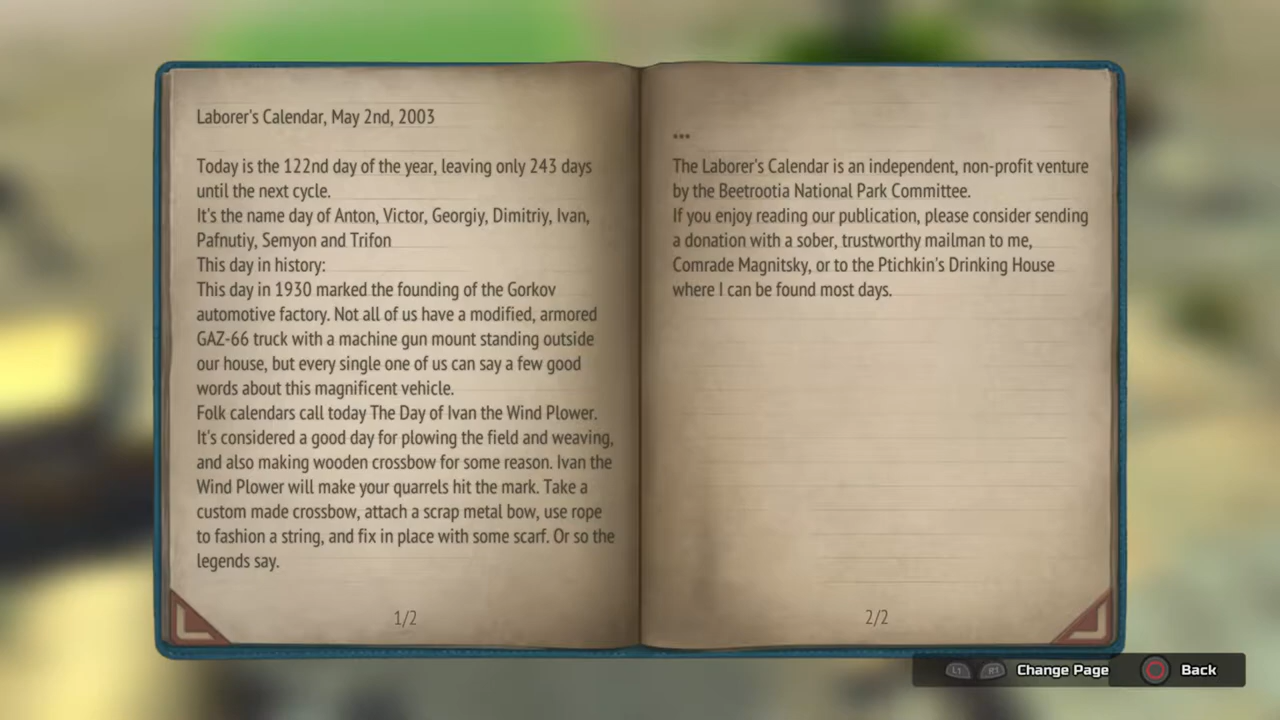 Laborer's Calendar, May 2nd, 2003
Today is the 122nd day of the year, leaving only 243 days
until the next cycle.
It's the name day of Anton, Victor, Georgiy, Dimitriy, Ivan,
Pafnutiy, Semyon and Trifon
This day in history:
This day in 1930 marked the founding of the Gorkov
automotive factory. Not all of us have a modified, armored
GAZ-66 truck with a machine gun mount standing outside
our house, but every single one of us can say a few good
words about this magnificent vehicle.
Folk calendars call today The Day of Ivan the Wind Plower.
It's considered a good day for plowing the field and weaving,
and also making wooden crossbow for some reason. Ivan the
Wind Plower will make your quarrels hit the mark. Take a
custom made crossbow, attach a scrap metal bow, use rope
to fashion a string, and fix in place with some scarf. Or so the
legends say.
1/2
...
The Laborer's Calendar is an independent, non-profit venture
by the Beetrootia National Park Committee.
If you enjoy reading our publication, please consider sending
a donation with a sober, trustworthy mailman to me,
Comrade Magnitsky, or to the Ptichkin's Drinking House
where I can be found most days.
2/2
L1 R1 Change Page Back